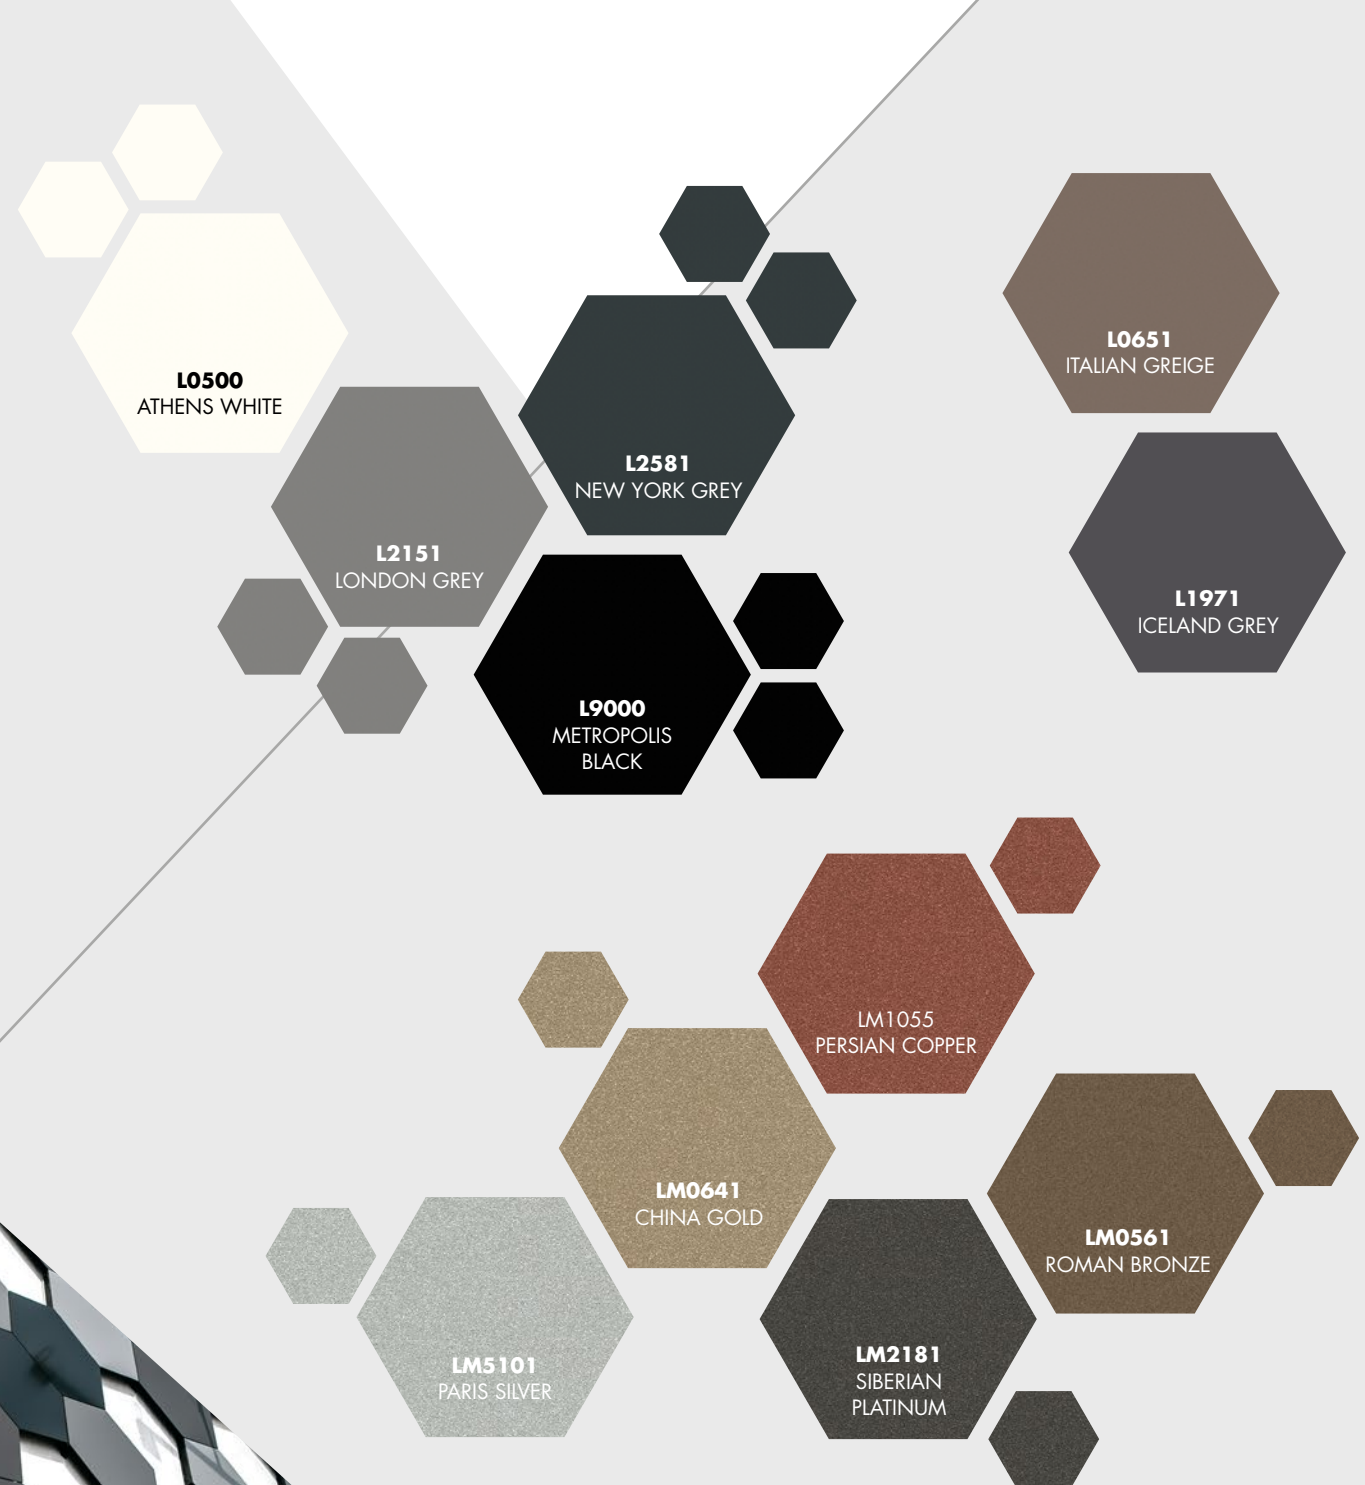 L0500
ATHENS WHITE
L2151
LONDON GREY
L2581
NEW YORK GREY
L9000
METROPOLIS
BLACK
L0651
ITALIAN GREIGE
L1971
ICELAND GREY
LM1055
PERSIAN COPPER
LM0641
CHINA GOLD
LM0561
ROMAN BRONZE
LM5101
PARIS SILVER
LM2181
SIBERIAN
PLATINUM